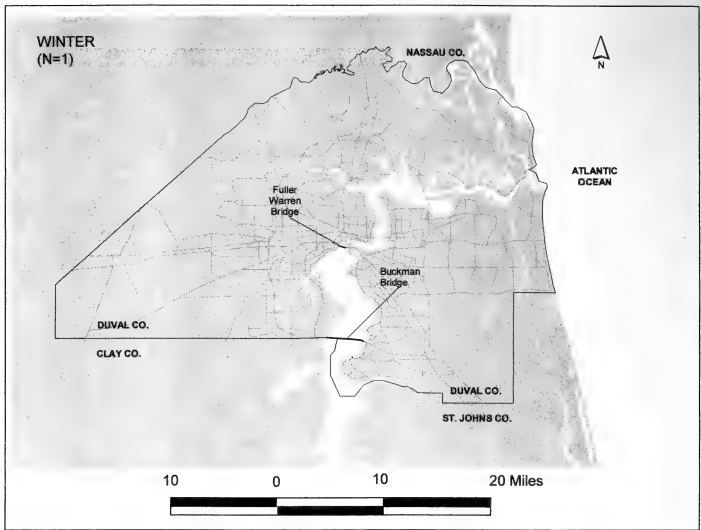 WINTER
(N=1)
NASSAU CO.
N
ATLANTIC
OCEAN
Fuller
Warren
Bridge
Buckman
Bridge
DUVAL CO.
CLAY CO.
DUVAL CO.
ST. JOHNS CO.
10 0 10 20 Miles